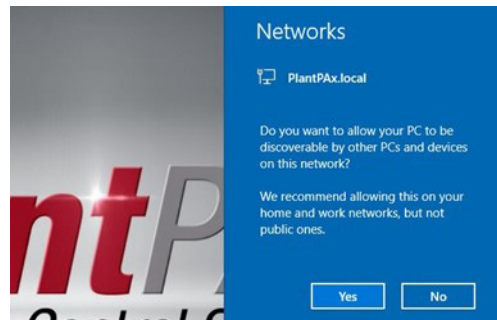 Networks
PlantPAx.local
Do you want to allow your PC to be
discoverable by other PCs and devices
on this network?
We recommend allowing this on your
home and work networks, but not
public ones.
Yes No
ntP